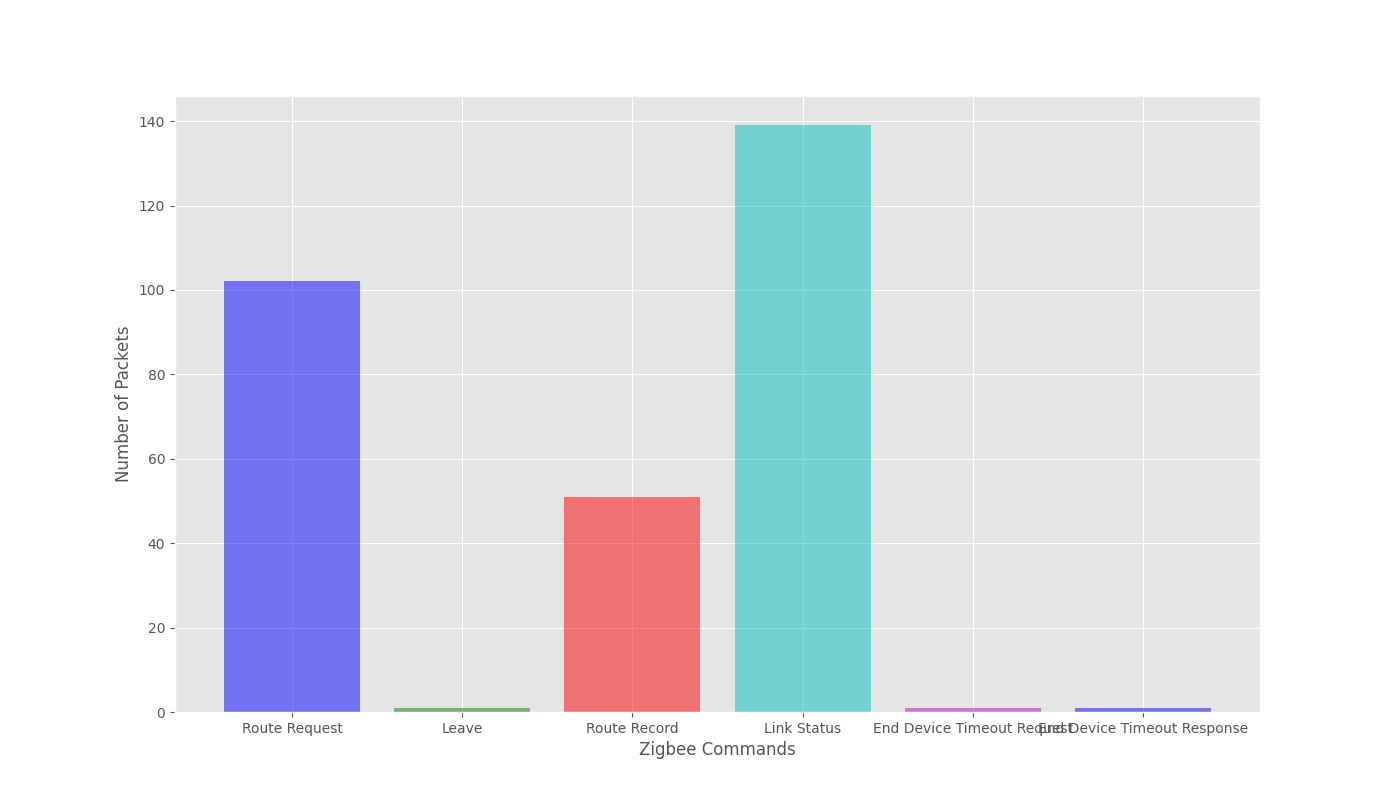 140
120
100
80
60
40
20
0
Number of Packets
Route Request
Leave
Route Record
Link Status
End Device Timeout Request
End Device Timeout Response
Zigbee Commands